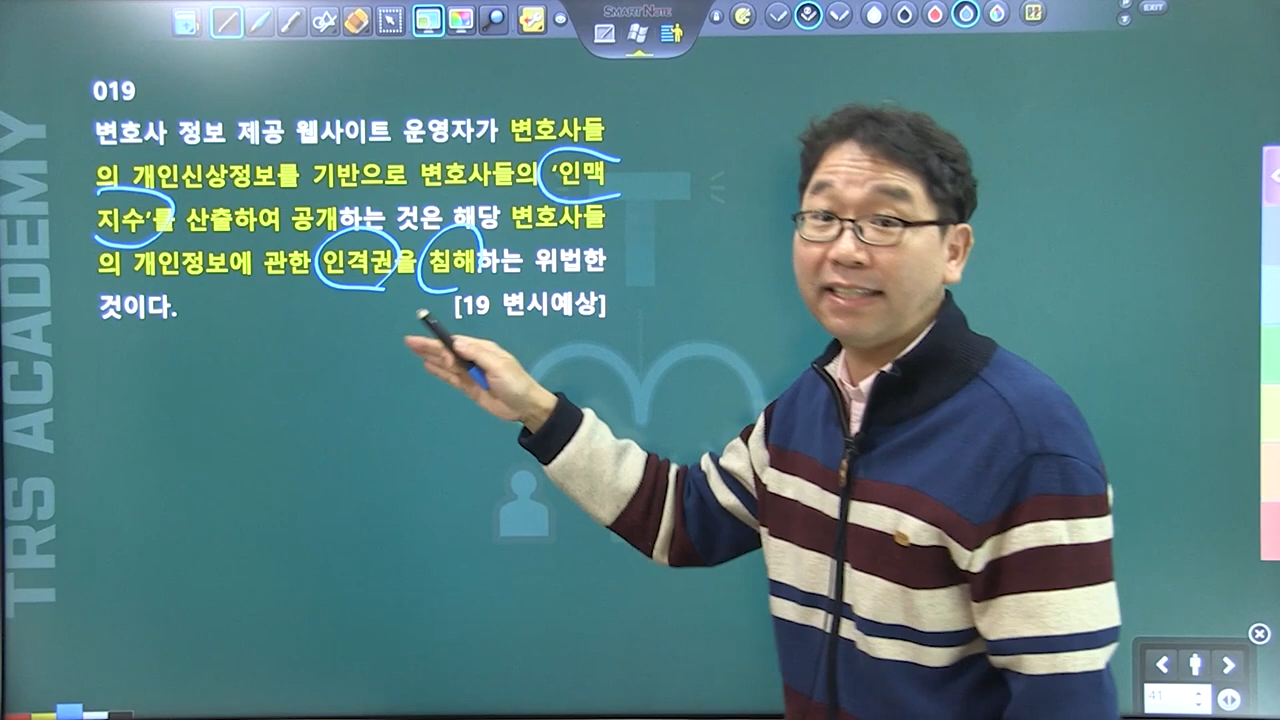 SMART NOTE
EXIT
019
변호사 정보 제공 웹사이트 운영자가 변호사들
의 개인신상정보를 기반으로 변호사들의 '인맥
지수'를 산출하여 공개하는 것은 해당 변호사들
의 개인정보에 관한 인격권을 침해하는 위법한
것이다. [19 변시예상]
TRS ACADEMY
41